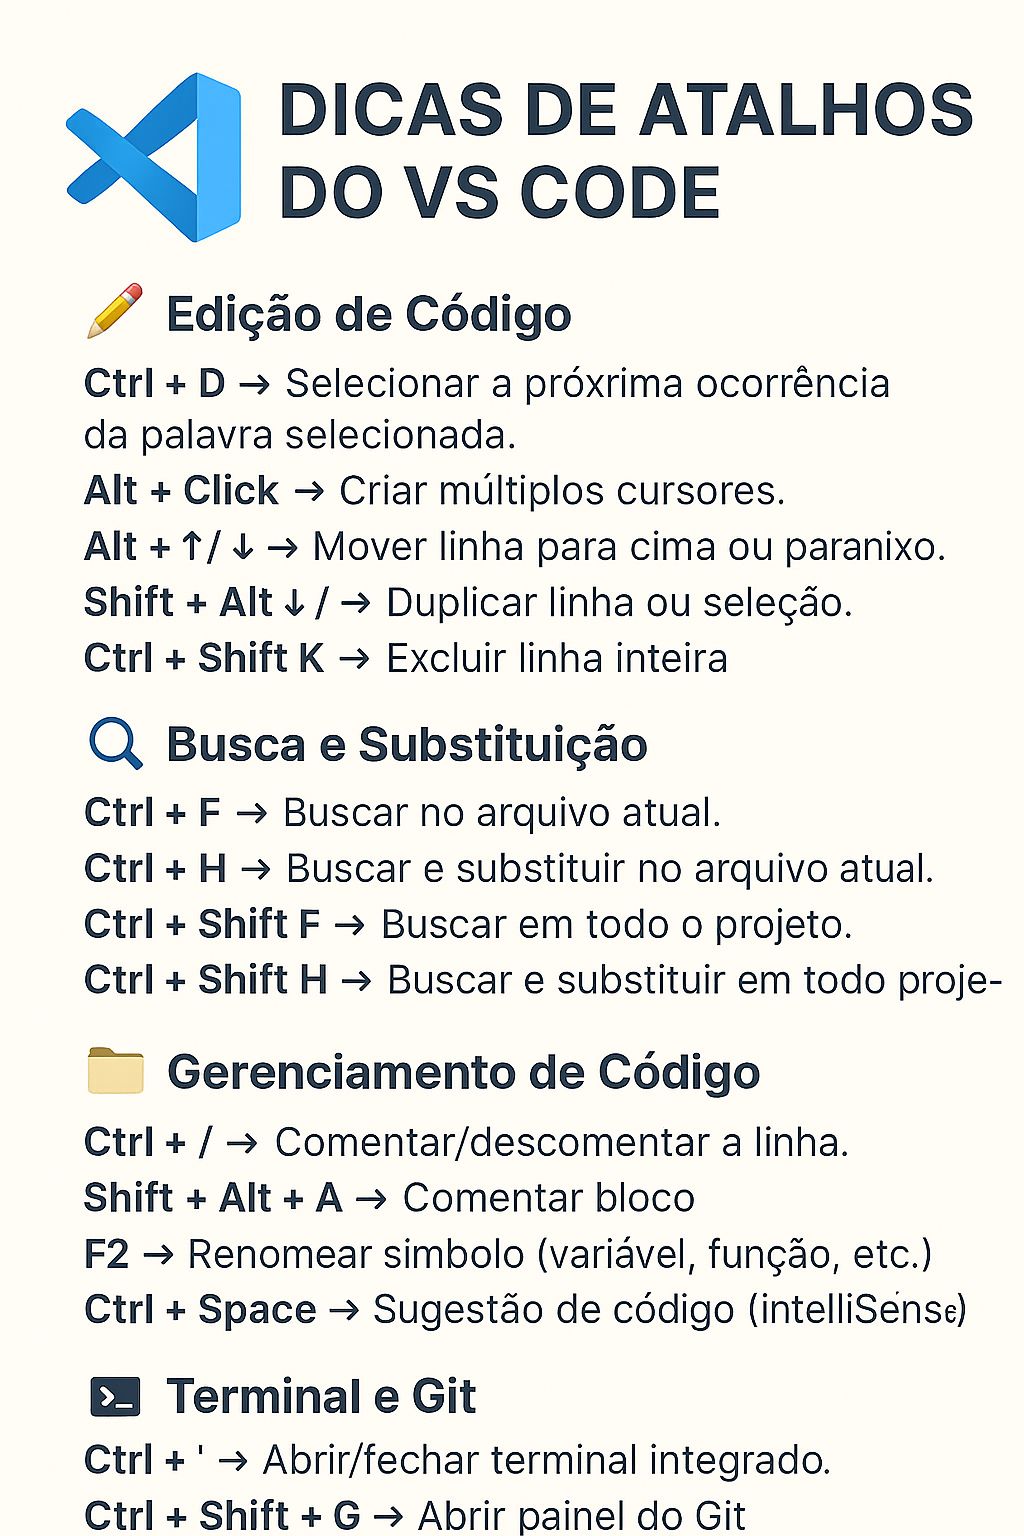 DICAS DE ATALHOS
DO VS CODE
Edição de Código
Ctrl + D → Selecionar a próxrima ocorrência
da palavra selecionada.
Alt + Click → Criar múltiplos cursores.
Alt + ↑/ ↓ → Mover linha para cima ou paranixo.
Shift + Alt ↓ / → Duplicar linha ou seleção.
Ctrl + Shift K → Excluir linha inteira
Busca e Substituição
Ctrl + F → Buscar no arquivo atual.
Ctrl + H → Buscar e substituir no arquivo atual.
Ctrl + Shift F → Buscar em todo o projeto.
Ctrl + Shift H → Buscar e substituir em todo proje-
Gerenciamento de Código
Ctrl + / → Comentar/descomentar a linha.
Shift + Alt + A → Comentar bloco
F2 → Renomear simbolo (variável, função, etc.)
Ctrl + Space → Sugestão de código (intelliSense)
Terminal e Git
Ctrl + ' → Abrir/fechar terminal integrado.
Ctrl + Shift + G → Abrir painel do Git